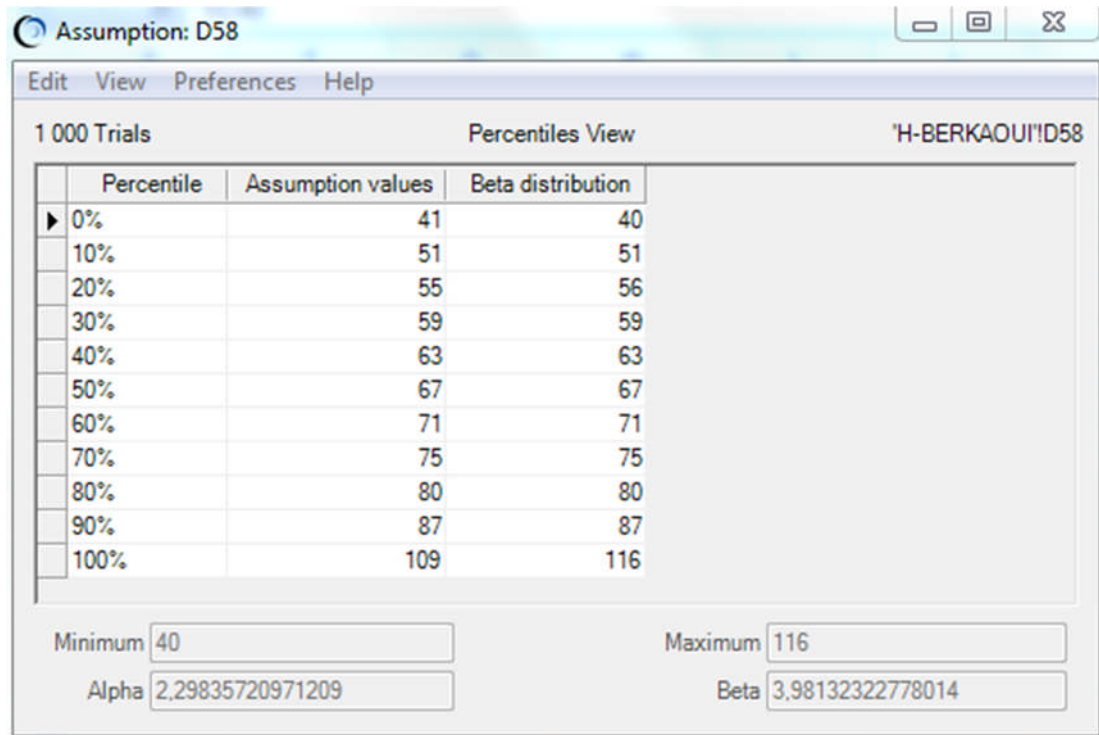 Assumption: D58
Edit View Preferences Help
1 000 Trials Percentiles View 'H-BERKAOUI'!D58
Percentile Assumption values Beta distribution
0% 41 40
10% 51 51
20% 55 56
30% 59 59
40% 63 63
50% 67 67
60% 71 71
70% 75 75
80% 80 80
90% 87 87
100% 109 116
Minimum 40 Maximum 116
Alpha 2,29835720971209 Beta 3,98132322778014